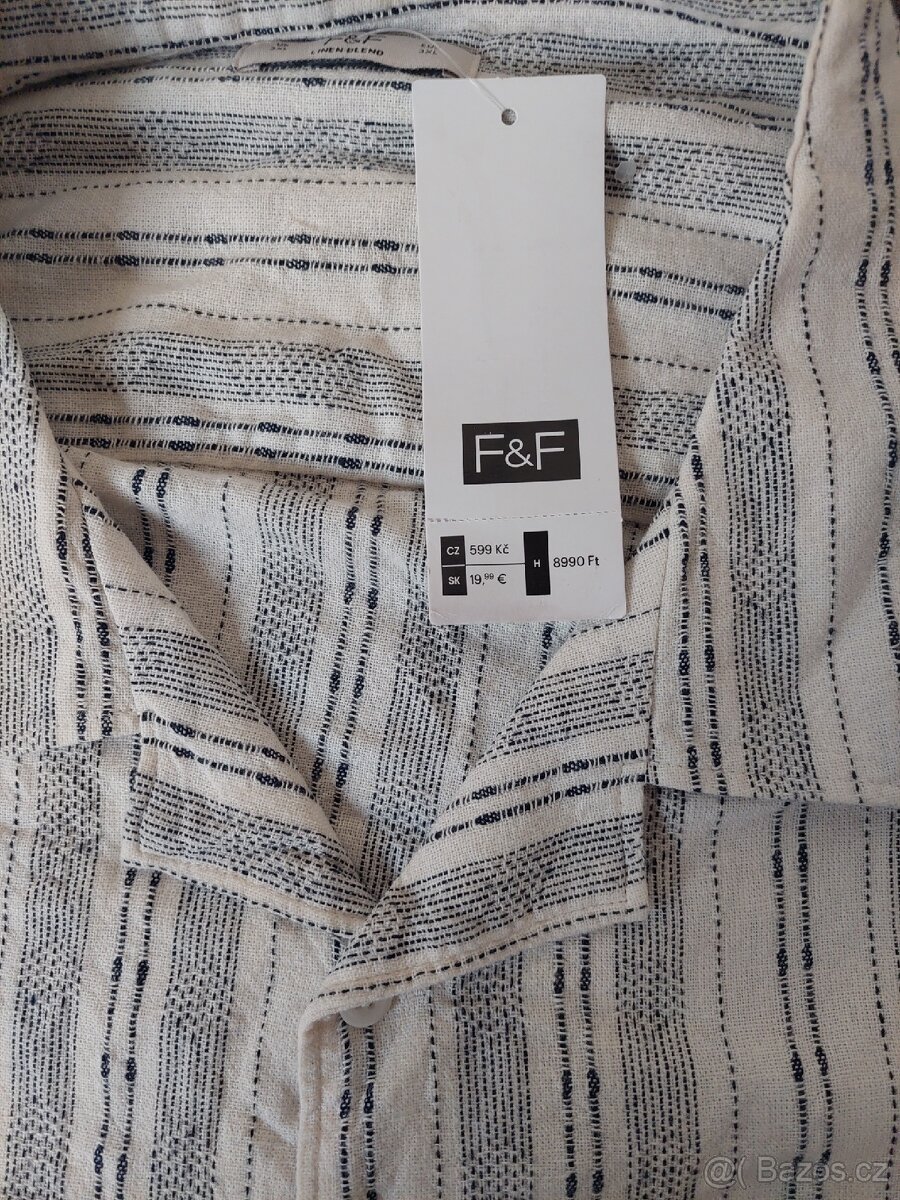 F&F
LINEN BLEND
F&F
CZ 599 Kč
SK 19,99 €
H 8990 Ft
@( Bazos.cz